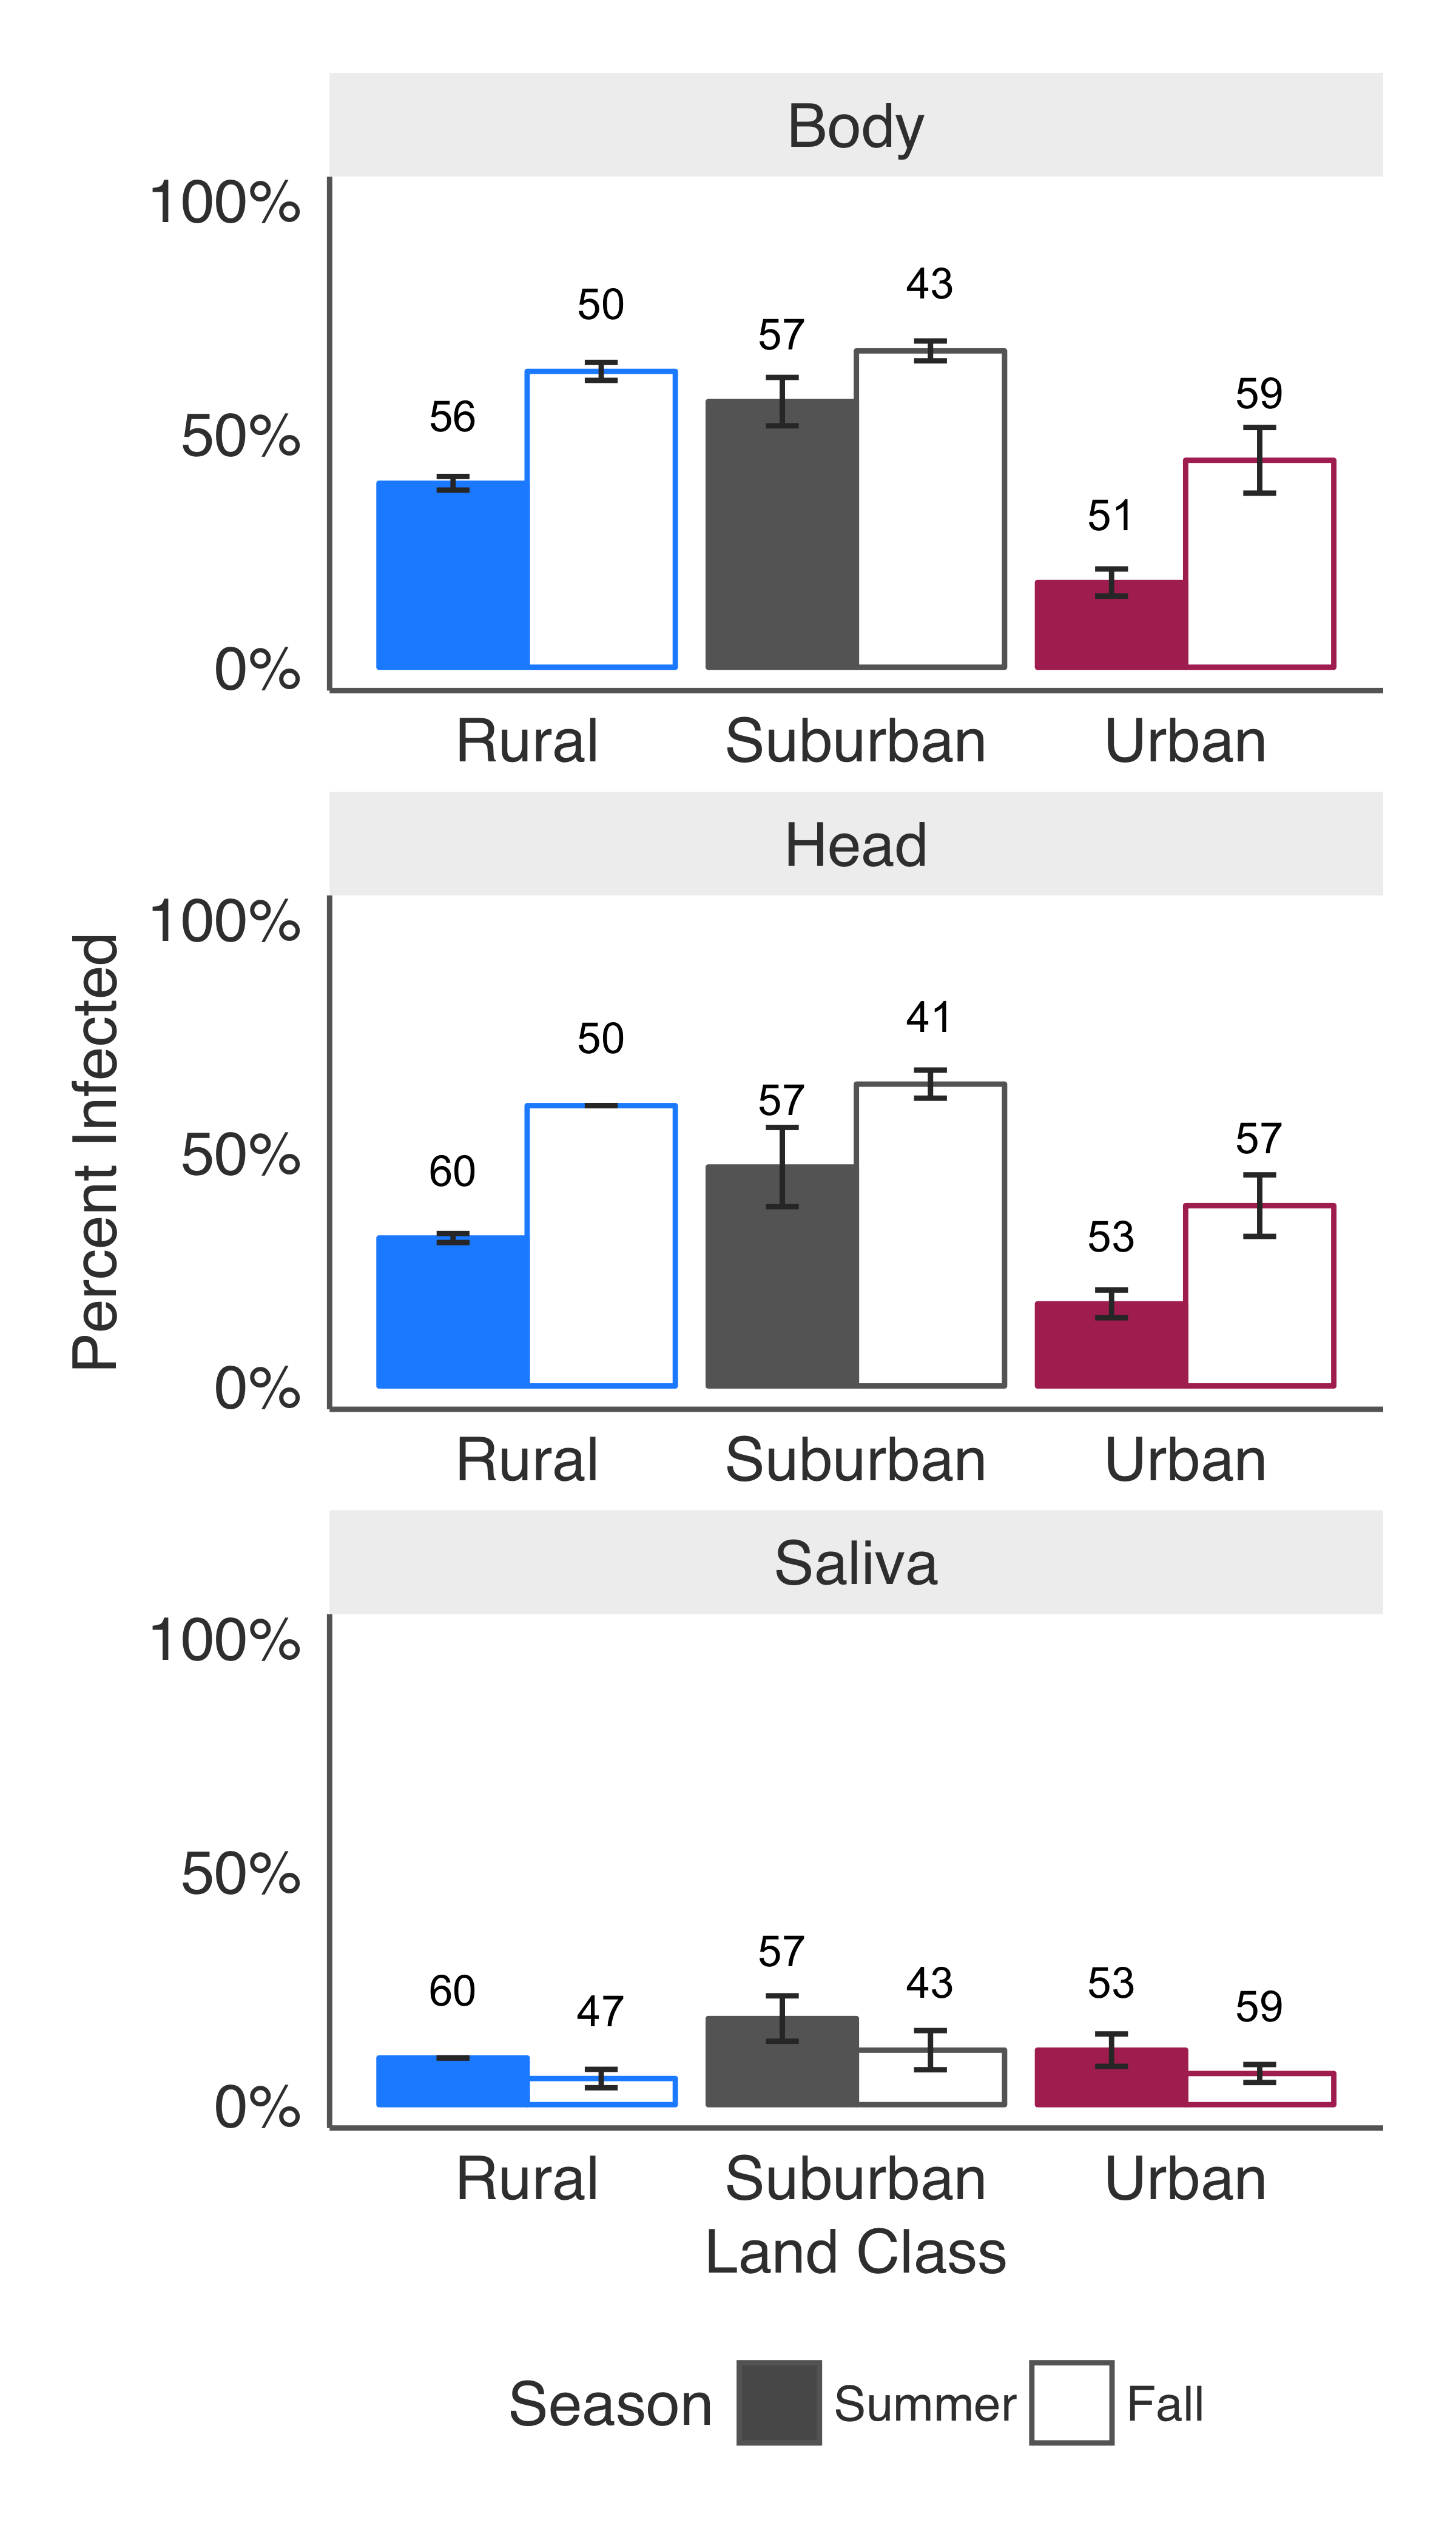 Body
100%
50%
0%
56 50 57 43 51 59
Rural Suburban Urban
Percent Infected
Head
100%
50%
0%
60 50 57 41 53 57
Rural Suburban Urban
Saliva
100%
50%
0%
60 47 57 43 53 59
Rural Suburban Urban
Land Class
Season Summer Fall